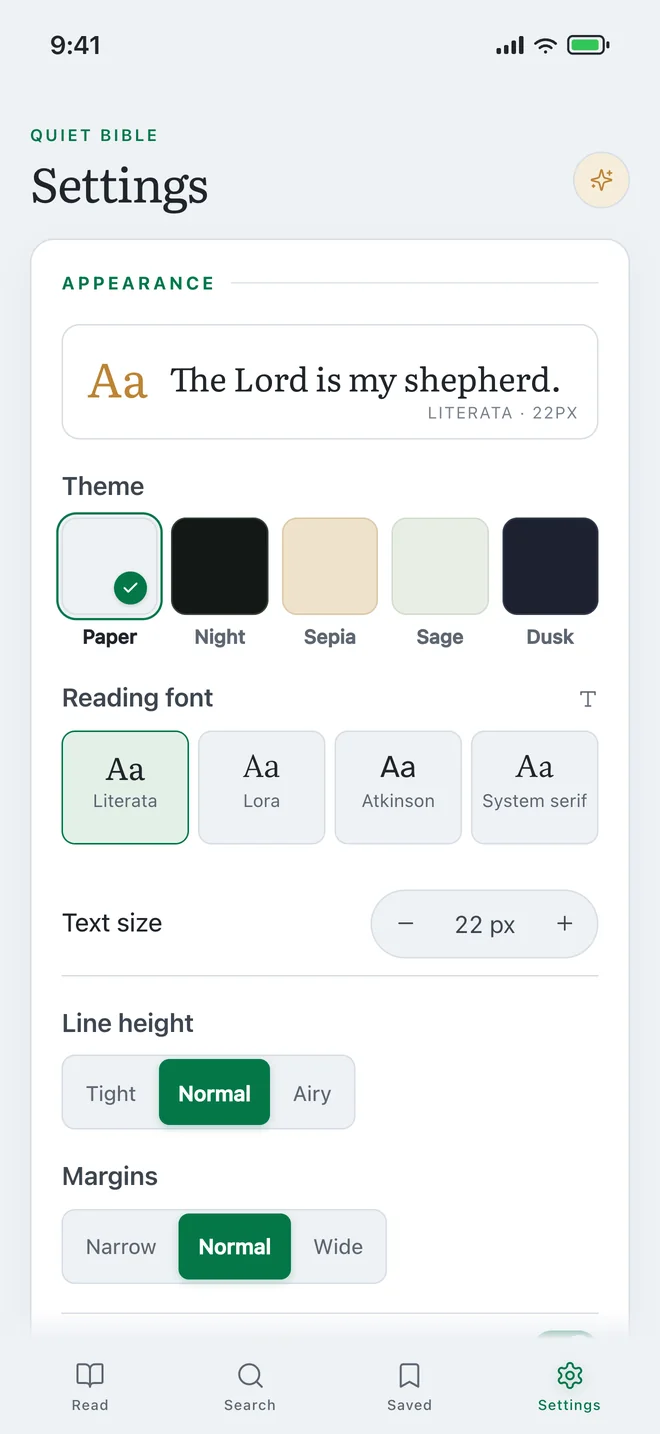 9:41
QUIET BIBLE
Settings
APPEARANCE
Aa The Lord is my shepherd.
LITERATA · 22PX
Theme
Paper Night Sepia Sage Dusk
Reading font T
Aa Aa Aa Aa
Literata Lora Atkinson System serif
Text size − 22 px +
Line height
Tight Normal Airy
Margins
Narrow Normal Wide
Read Search Saved Settings